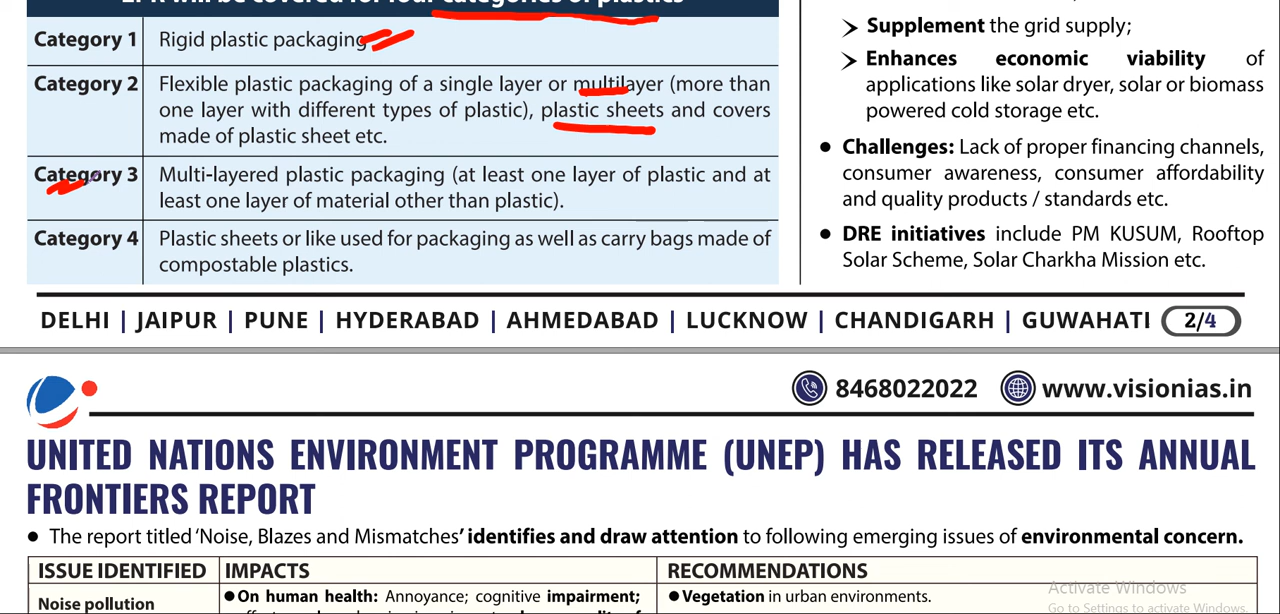 EPR will be covered for four categories of plastics
Category 1 Rigid plastic packaging
Category 2 Flexible plastic packaging of a single layer or multilayer (more than
one layer with different types of plastic), plastic sheets and covers
made of plastic sheet etc.
Category 3 Multi-layered plastic packaging (at least one layer of plastic and at
least one layer of material other than plastic).
Category 4 Plastic sheets or like used for packaging as well as carry bags made of
compostable plastics.
➢ Supplement the grid supply;
➢ Enhances economic viability of
applications like solar dryer, solar or biomass
powered cold storage etc.
● Challenges: Lack of proper financing channels,
consumer awareness, consumer affordability
and quality products / standards etc.
● DRE initiatives include PM KUSUM, Rooftop
Solar Scheme, Solar Charkha Mission etc.
DELHI | JAIPUR | PUNE | HYDERABAD | AHMEDABAD | LUCKNOW | CHANDIGARH | GUWAHATI 2/4
8468022022 www.visionias.in
UNITED NATIONS ENVIRONMENT PROGRAMME (UNEP) HAS RELEASED ITS ANNUAL
FRONTIERS REPORT
● The report titled ‘Noise, Blazes and Mismatches’ identifies and draw attention to following emerging issues of environmental concern.
ISSUE IDENTIFIED IMPACTS RECOMMENDATIONS
Noise pollution ● On human health: Annoyance; cognitive impairment; ● Vegetation in urban environments.
Activate Windows
Go to Settings to activate Windows.